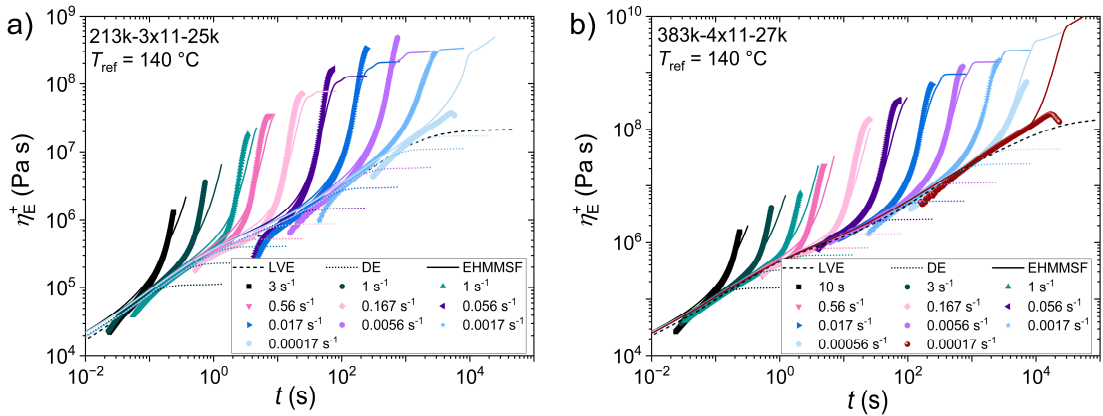 a)
213k-3x11-25k
T_ref = 140 °C
η_E^+ (Pa s)
10^9
10^8
10^7
10^6
10^5
10^4
10^-2 10^0 10^2 10^4
t (s)
LVE DE EHMMSF
3 s^-1 1 s^-1 1 s^-1
0.56 s^-1 0.167 s^-1 0.056 s^-1
0.017 s^-1 0.0056 s^-1 0.0017 s^-1
0.00017 s^-1
b)
383k-4x11-27k
T_ref = 140 °C
η_E^+ (Pa s)
10^10
10^8
10^6
10^4
10^-2 10^0 10^2 10^4
t (s)
LVE DE EHMMSF
10 s^-1 3 s^-1 1 s^-1
0.56 s^-1 0.167 s^-1 0.056 s^-1
0.017 s^-1 0.0056 s^-1 0.0017 s^-1
0.00056 s^-1 0.00017 s^-1